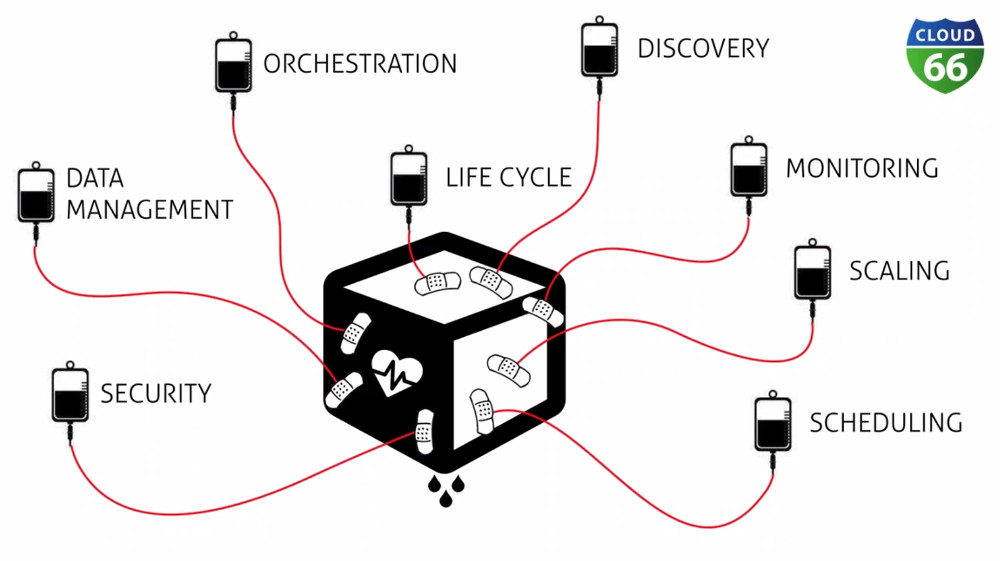 ORCHESTRATION
DISCOVERY
CLOUD
66
DATA
MANAGEMENT
LIFE CYCLE
MONITORING
SCALING
SECURITY
SCHEDULING